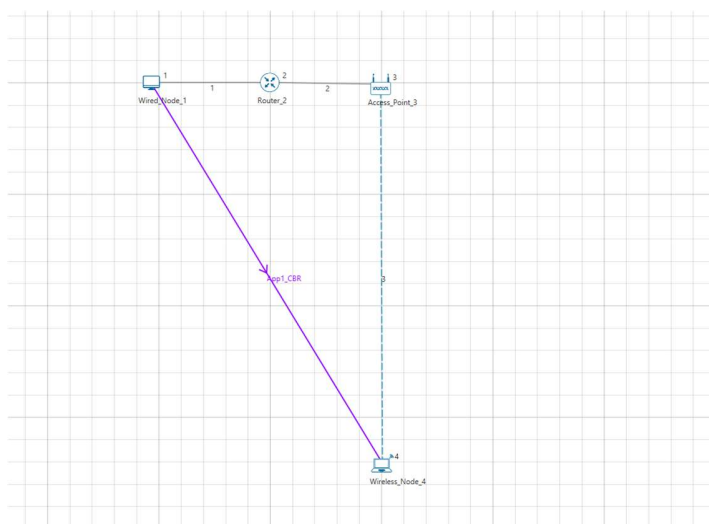 1
2
3
1
2
Wired_Node_1
Router_2
Access_Point_3
App1_CBR
3
4
Wireless_Node_4